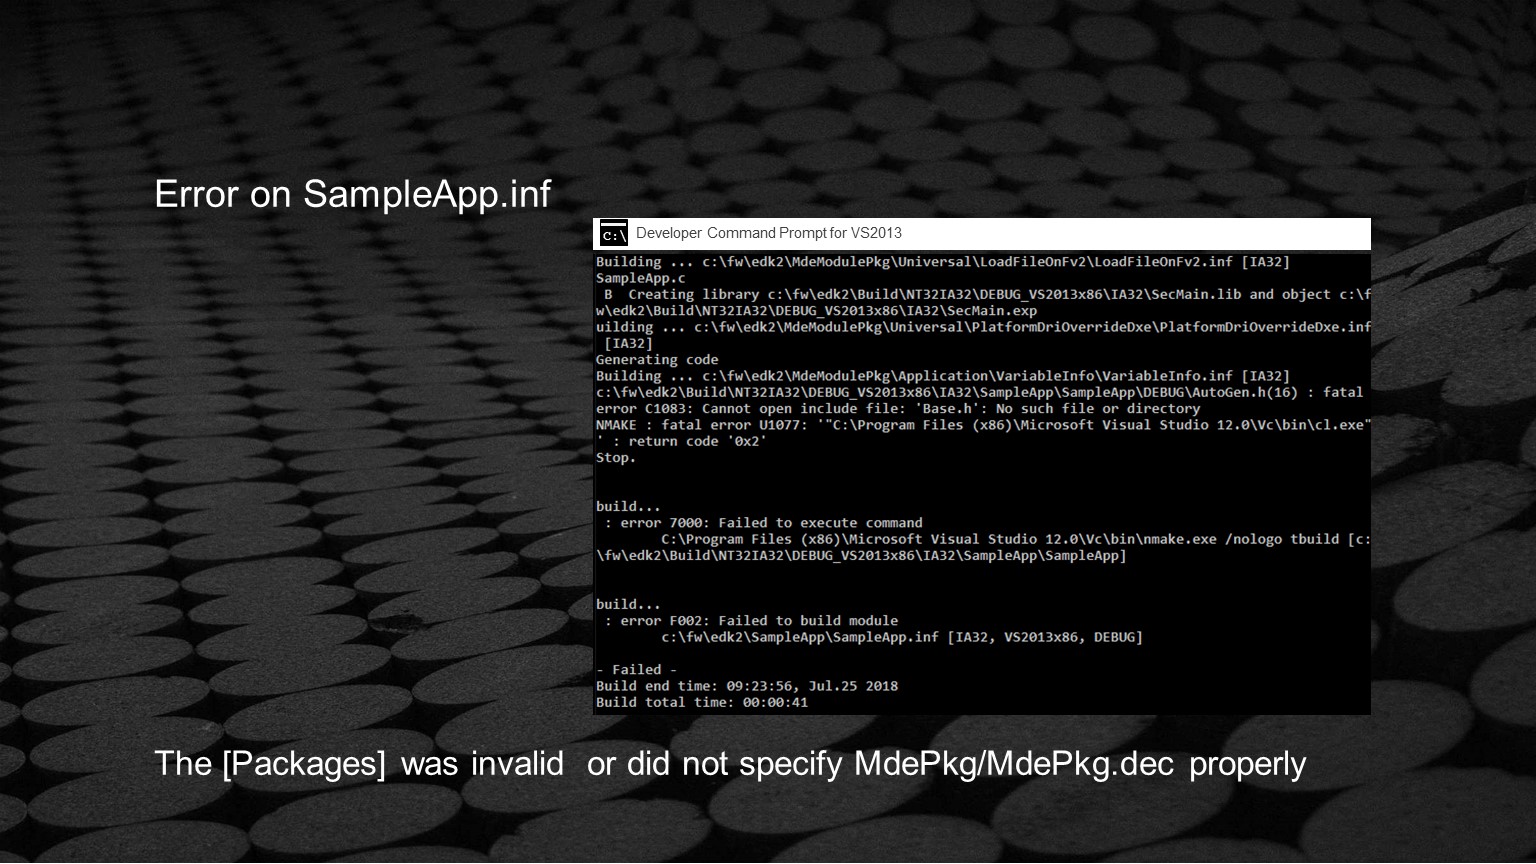 Error on SampleApp.inf
C:\ Developer Command Prompt for VS2013
Building ... c:\fw\edk2\MdeModulePkg\Universal\LoadFileOnFv2\LoadFileOnFv2.inf [IA32]
SampleApp.c
 B  Creating library c:\fw\edk2\Build\NT32IA32\DEBUG_VS2013x86\IA32\SecMain.lib and object c:\f
w\edk2\Build\NT32IA32\DEBUG_VS2013x86\IA32\SecMain.exp
uilding ... c:\fw\edk2\MdeModulePkg\Universal\PlatformDriOverrideDxe\PlatformDriOverrideDxe.inf
 [IA32]
Generating code
Building ... c:\fw\edk2\MdeModulePkg\Application\VariableInfo\VariableInfo.inf [IA32]
c:\fw\edk2\Build\NT32IA32\DEBUG_VS2013x86\IA32\SampleApp\SampleApp\DEBUG\AutoGen.h(16) : fatal
error C1083: Cannot open include file: 'Base.h': No such file or directory
NMAKE : fatal error U1077: '"C:\Program Files (x86)\Microsoft Visual Studio 12.0\Vc\bin\cl.exe"
' : return code '0x2'
Stop.
build...
 : error 7000: Failed to execute command
        C:\Program Files (x86)\Microsoft Visual Studio 12.0\Vc\bin\nmake.exe /nologo tbuild [c:
\fw\edk2\Build\NT32IA32\DEBUG_VS2013x86\IA32\SampleApp\SampleApp]
build...
 : error F002: Failed to build module
        c:\fw\edk2\SampleApp\SampleApp.inf [IA32, VS2013x86, DEBUG]
- Failed -
Build end time: 09:23:56, Jul.25 2018
Build total time: 00:00:41
The [Packages] was invalid or did not specify MdePkg/MdePkg.dec properly